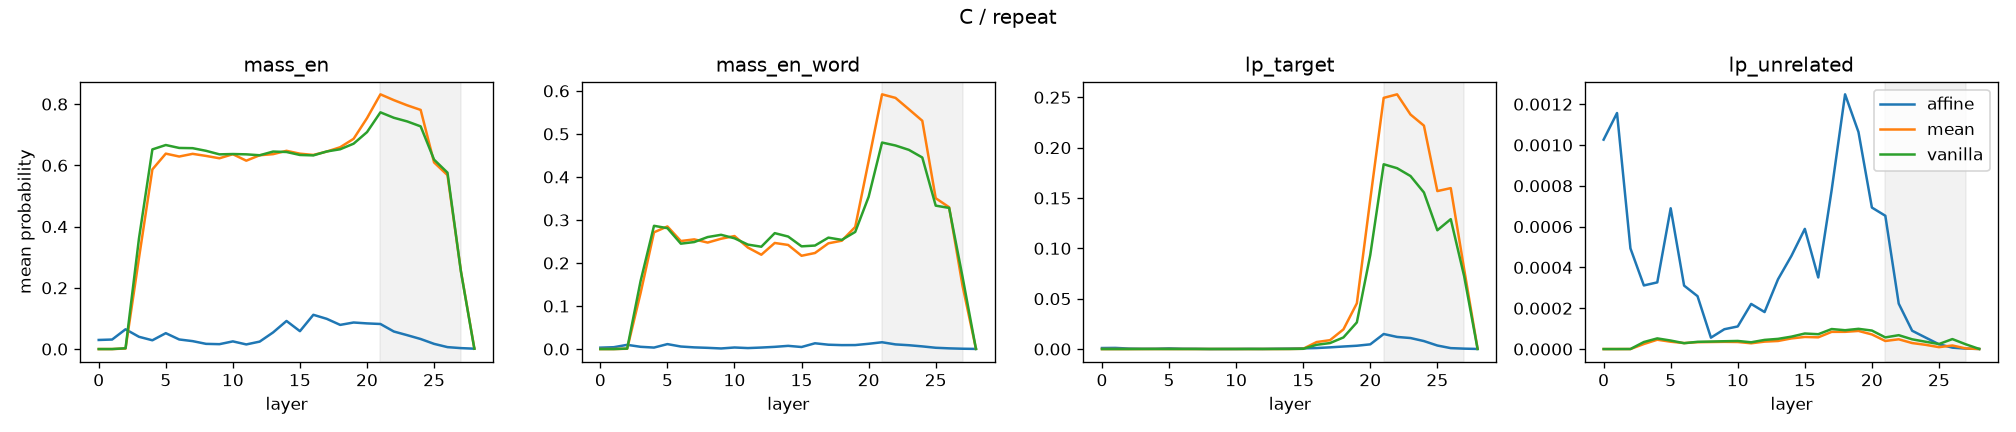 C / repeat
mass_en
mean probability
0.8
0.6
0.4
0.2
0.0
0 5 10 15 20 25
layer
mass_en_word
0.6
0.5
0.4
0.3
0.2
0.1
0.0
0 5 10 15 20 25
layer
lp_target
0.25
0.20
0.15
0.10
0.05
0.00
0 5 10 15 20 25
layer
lp_unrelated
0.0012
0.0010
0.0008
0.0006
0.0004
0.0002
0.0000
0 5 10 15 20 25
layer
affine
mean
vanilla